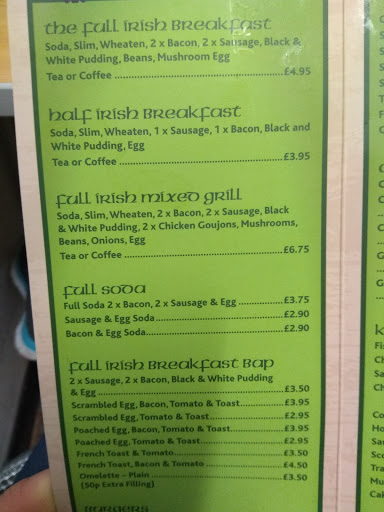 The Full Irish Breakfast
Soda, Slim, Wheaten, 2 x Bacon, 2 x Sausage, Black &
White Pudding, Beans, Mushroom Egg
Tea or Coffee ........ £4.95
Half Irish Breakfast
Soda, Slim, Wheaten, 1 x Sausage, 1 x Bacon, Black and
White Pudding, Egg
Tea or Coffee ........ £3.95
Full Irish Mixed Grill
Soda, Slim, Wheaten, 2 x Bacon, 2 x Sausage, Black
& White Pudding, 2 x Chicken Goujons, Mushrooms,
Beans, Onions, Egg
Tea or Coffee ........ £6.75
Full Soda
Full Soda 2 x Bacon, 2 x Sausage & Egg ........ £3.75
Sausage & Egg Soda ........ £2.90
Bacon & Egg Soda ........ £2.90
Full Irish Breakfast Bap
2 x Sausage, 2 x Bacon, Black & White Pudding
& Egg ........ £3.50
Scrambled Egg, Bacon, Tomato & Toast ........ £3.95
Scrambled Egg, Tomato & Toast ........ £2.95
Poached Egg, Bacon, Tomato & Toast ........ £3.95
Poached Egg, Tomato & Toast ........ £2.95
French Toast & Tomato ........ £3.50
French Toast, Bacon & Tomato ........ £4.50
Omelette - Plain ........ £3.50
(50p Extra Filling)
Burgers